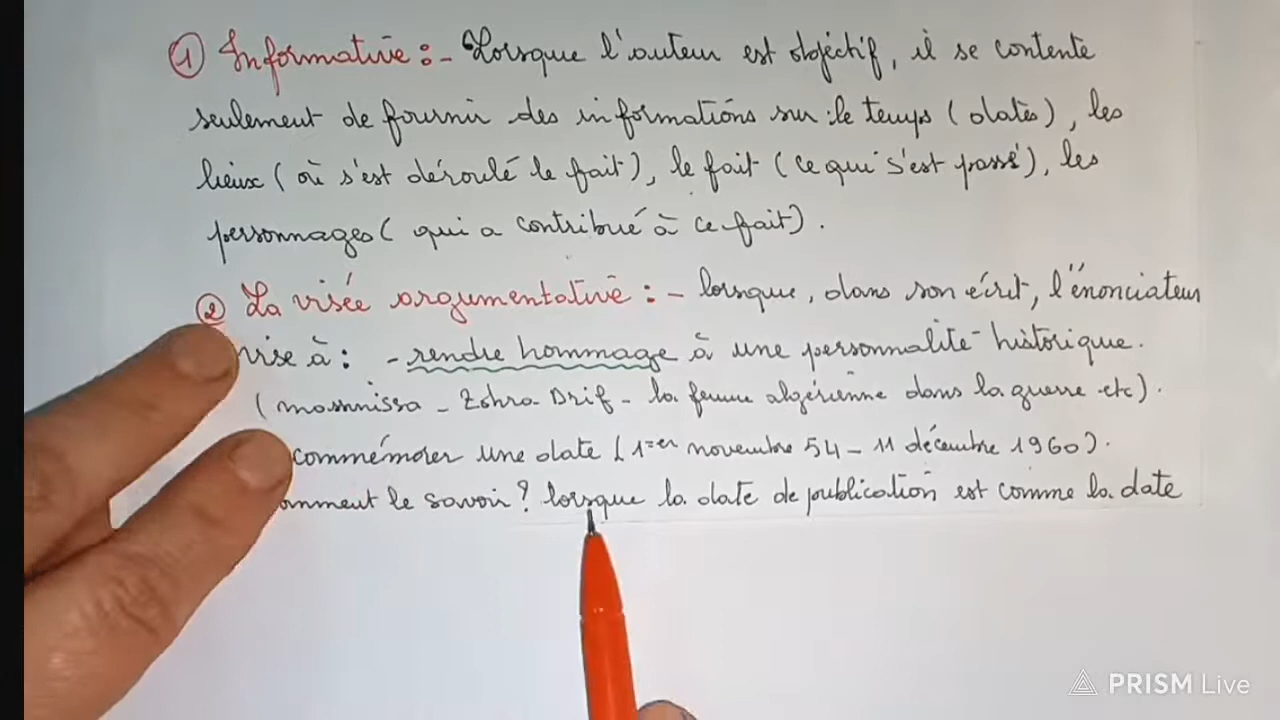 ① Informative :- Lorsque l'auteur est objectif, il se contente
seulement de fournir des informations sur le temps (dates), les
lieux (où s'est déroulé le fait), le fait (ce qui s'est passé), les
personnages (qui a contribué à ce fait).
② La visée argumentative :- lorsque, dans son écrit, l'énonciateur
vise à : - rendre hommage à une personnalité historique.
(massinissa - Zohra Drif - la femme algérienne dans la guerre etc).
commémorer une date (1er novembre 54 - 11 décembre 1960).
omment le savoir ? lorsque la date de publication est comme la date
PRISM Live